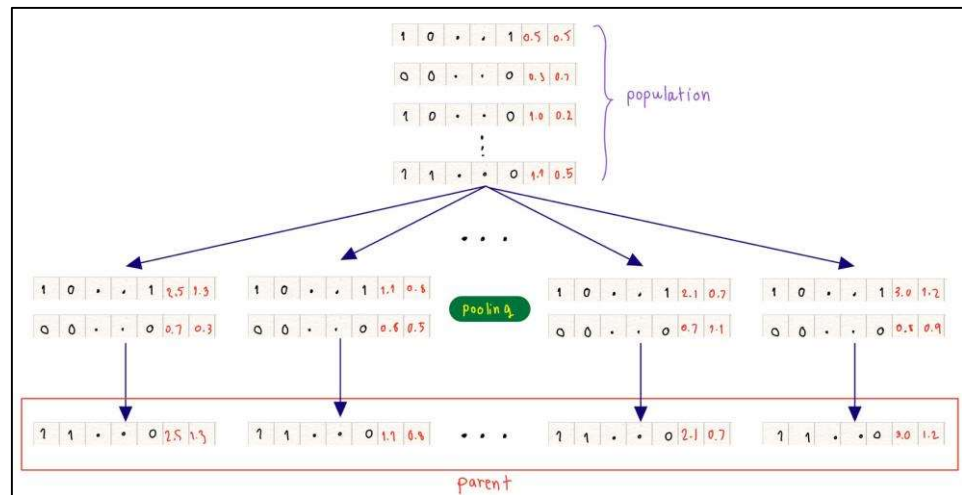 1 0 . . 1 0.5 0.5
0 0 . . 0 0.3 0.7
1 0 . . 0 1.0 0.2
1 1 . . 0 1.1 0.5
population
...
1 0 . . 1 2.5 1.3
0 0 . . 0 0.7 0.3
1 0 . . 1 1.1 0.8
0 0 . . 0 0.8 0.5
pooling
1 0 . . 1 2.1 0.7
0 0 . . 0 0.7 1.1
1 0 . . 1 3.0 1.2
0 0 . . 0 0.8 0.9
1 1 . . 0 2.5 1.3
1 1 . . 0 1.1 0.8
...
1 1 . . 0 2.1 0.7
1 1 . . 0 3.0 1.2
parent